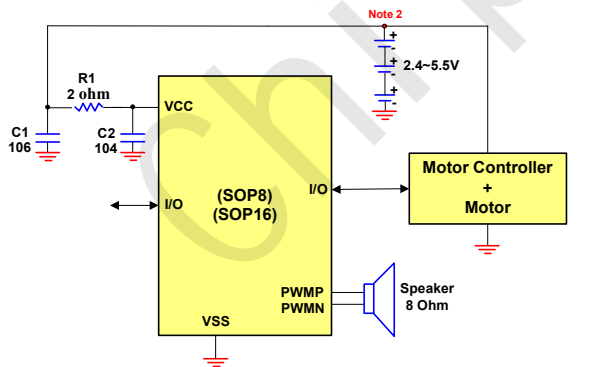 Note 2
+
-
+
-
+
-
2.4~5.5V
R1
2 ohm
C1
106
C2
104
VCC
I/O
(SOP8)
(SOP16)
I/O
Motor Controller
+
Motor
PWMP
PWMN
Speaker
8 Ohm
VSS
Chip